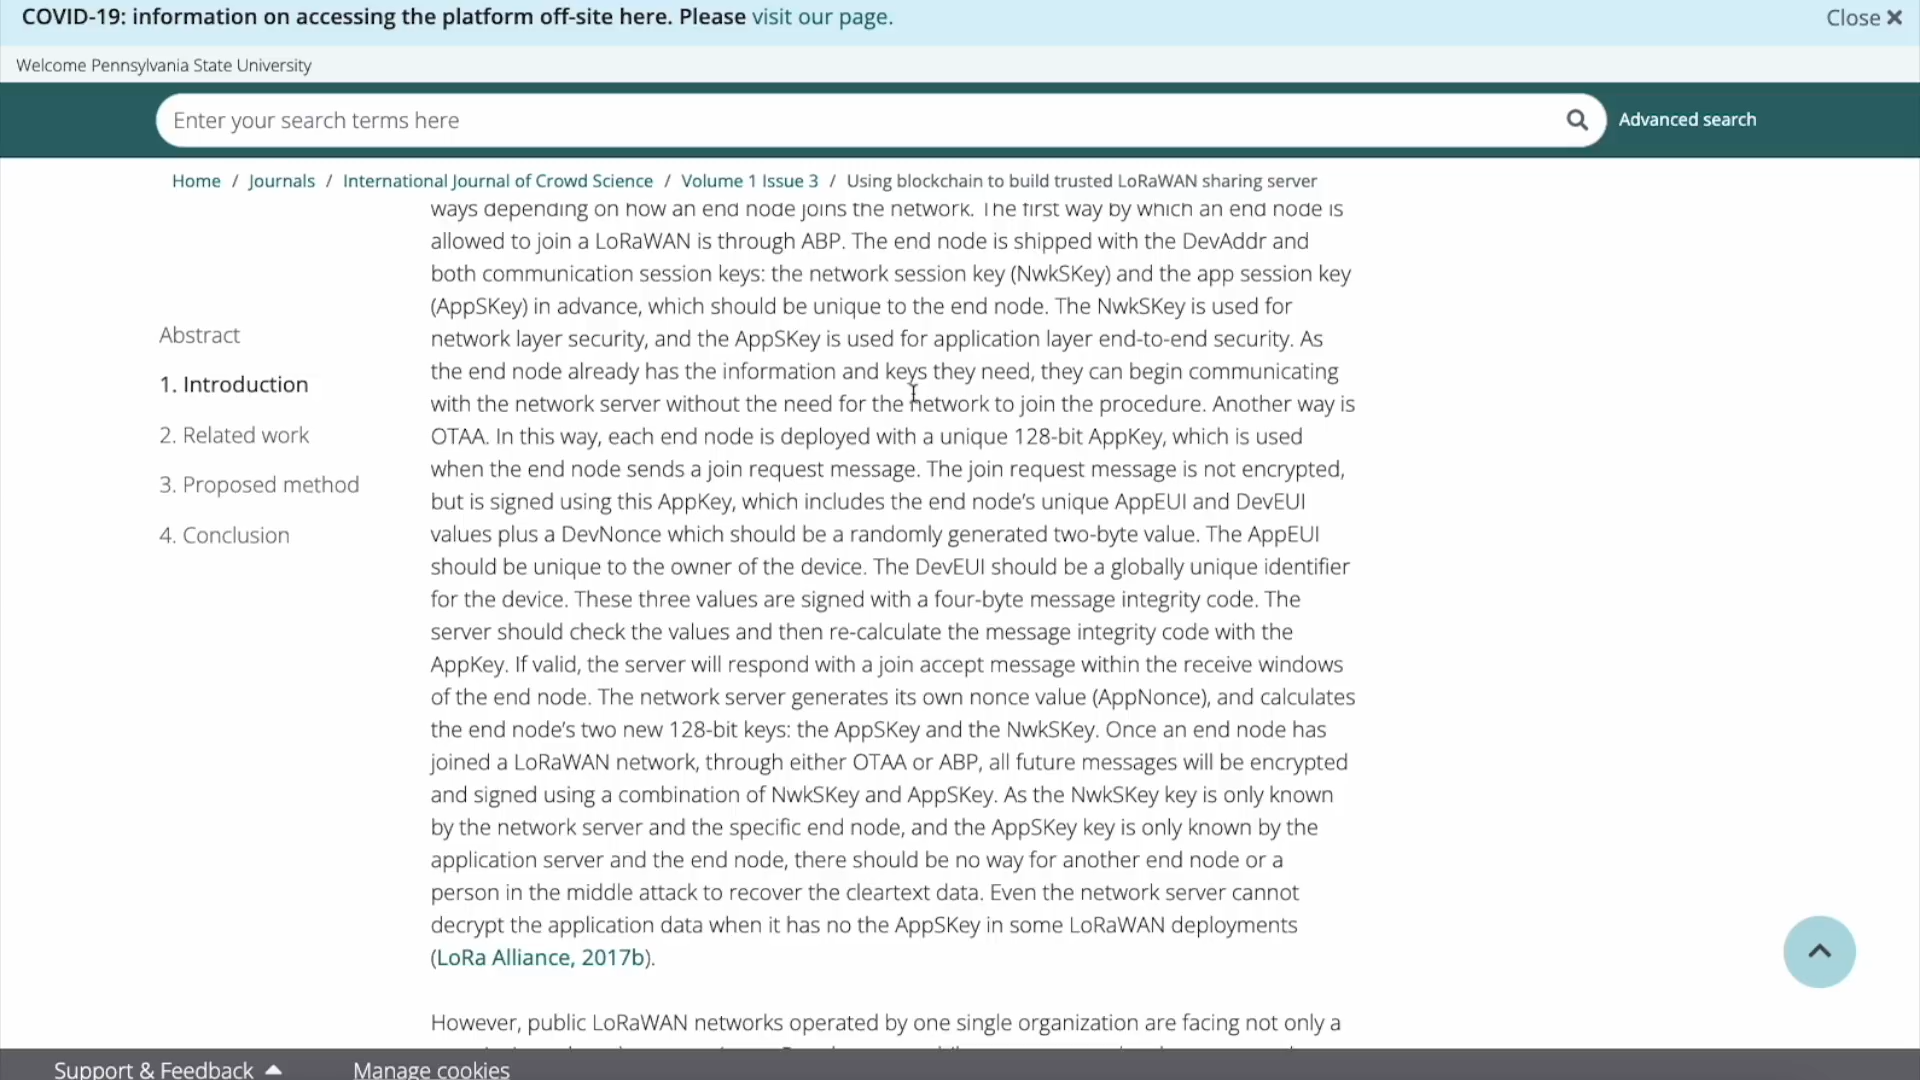 COVID-19: information on accessing the platform off-site here. Please visit our page.
Close ✕
Welcome Pennsylvania State University
Enter your search terms here
Advanced search
Home / Journals / International Journal of Crowd Science / Volume 1 Issue 3 / Using blockchain to build trusted LoRaWAN sharing server
Abstract
1. Introduction
2. Related work
3. Proposed method
4. Conclusion
ways depending on how an end node joins the network. The first way by which an end node is
allowed to join a LoRaWAN is through ABP. The end node is shipped with the DevAddr and
both communication session keys: the network session key (NwkSKey) and the app session key
(AppSKey) in advance, which should be unique to the end node. The NwkSKey is used for
network layer security, and the AppSKey is used for application layer end-to-end security. As
the end node already has the information and keys they need, they can begin communicating
with the network server without the need for the network to join the procedure. Another way is
OTAA. In this way, each end node is deployed with a unique 128-bit AppKey, which is used
when the end node sends a join request message. The join request message is not encrypted,
but is signed using this AppKey, which includes the end node’s unique AppEUI and DevEUI
values plus a DevNonce which should be a randomly generated two-byte value. The AppEUI
should be unique to the owner of the device. The DevEUI should be a globally unique identifier
for the device. These three values are signed with a four-byte message integrity code. The
server should check the values and then re-calculate the message integrity code with the
AppKey. If valid, the server will respond with a join accept message within the receive windows
of the end node. The network server generates its own nonce value (AppNonce), and calculates
the end node’s two new 128-bit keys: the AppSKey and the NwkSKey. Once an end node has
joined a LoRaWAN network, through either OTAA or ABP, all future messages will be encrypted
and signed using a combination of NwkSKey and AppSKey. As the NwkSKey key is only known
by the network server and the specific end node, and the AppSKey key is only known by the
application server and the end node, there should be no way for another end node or a
person in the middle attack to recover the cleartext data. Even the network server cannot
decrypt the application data when it has no the AppSKey in some LoRaWAN deployments
(LoRa Alliance, 2017b).
However, public LoRaWAN networks operated by one single organization are facing not only a
Support & Feedback
Manage cookies